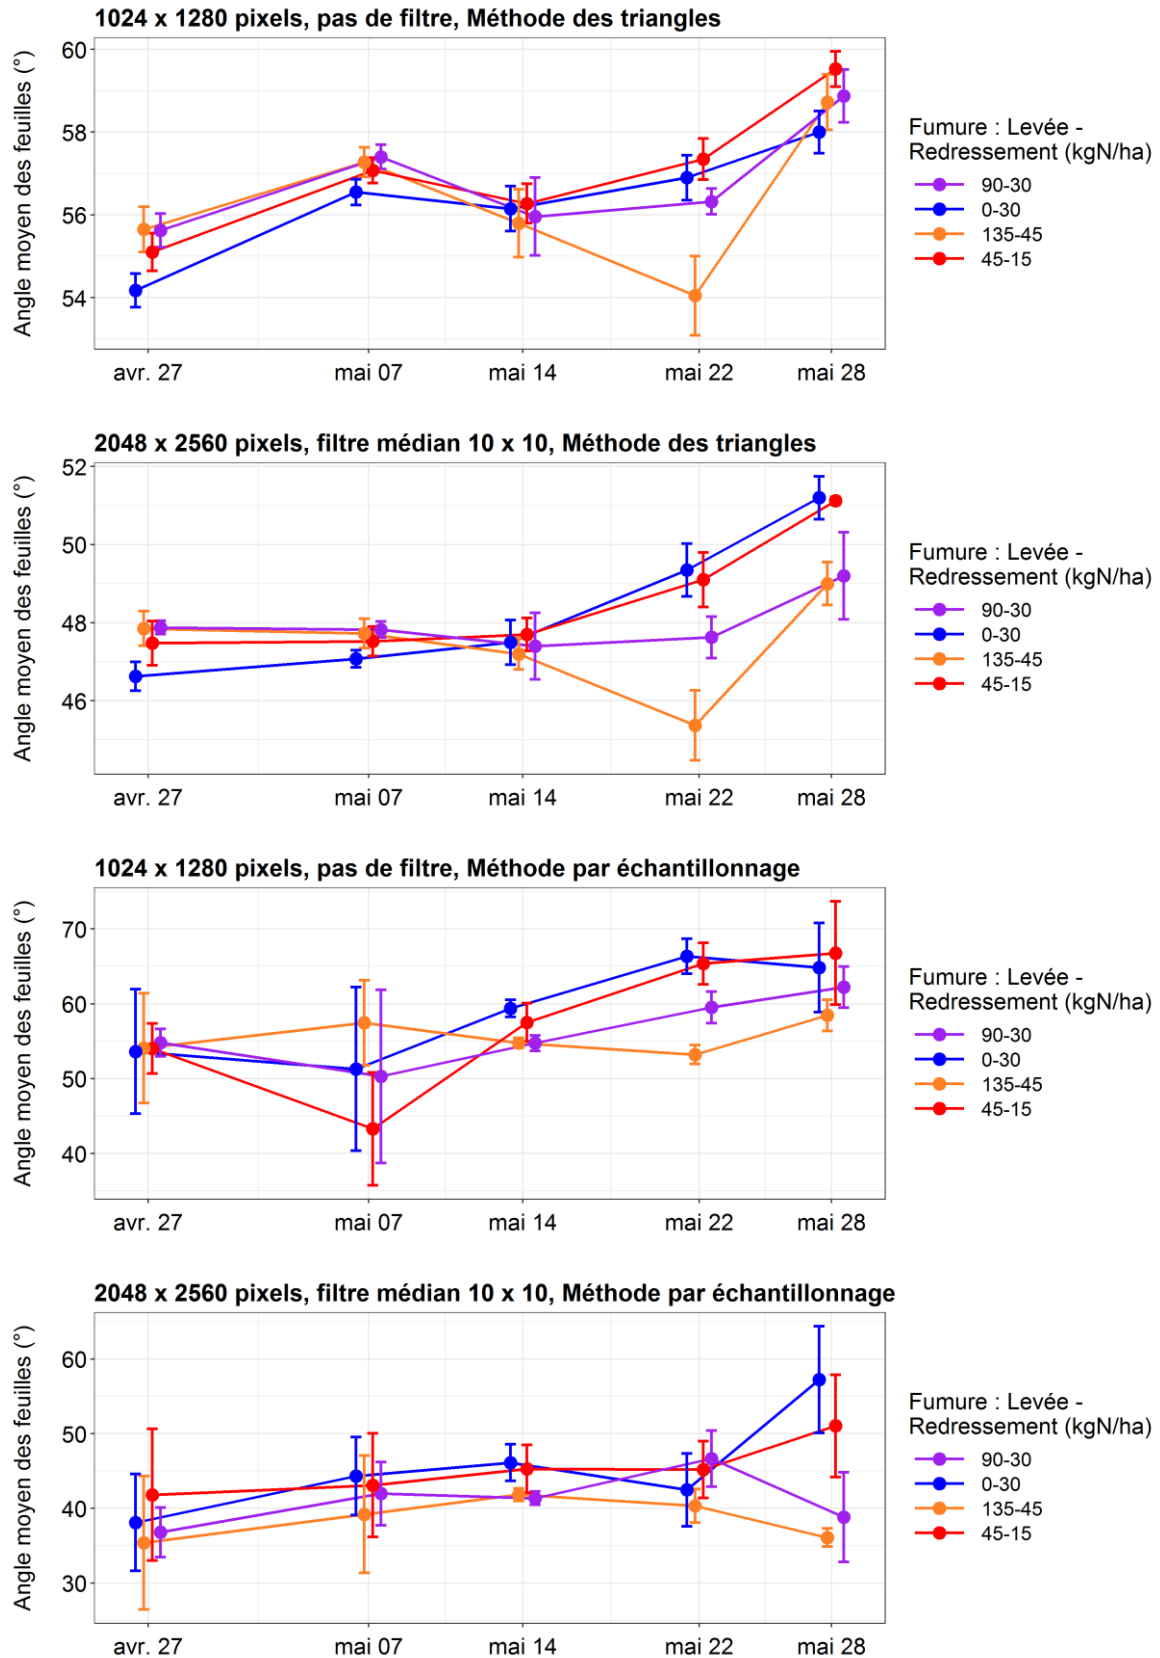 1024 x 1280 pixels, pas de filtre, Méthode des triangles
Angle moyen des feuilles (°)
60
58
56
54
avr. 27
mai 07
mai 14
mai 22
mai 28
Fumure : Levée -
Redressement (kgN/ha)
90-30
0-30
135-45
45-15
2048 x 2560 pixels, filtre médian 10 x 10, Méthode des triangles
Angle moyen des feuilles (°)
52
50
48
46
avr. 27
mai 07
mai 14
mai 22
mai 28
Fumure : Levée -
Redressement (kgN/ha)
90-30
0-30
135-45
45-15
1024 x 1280 pixels, pas de filtre, Méthode par échantillonnage
Angle moyen des feuilles (°)
70
60
50
40
avr. 27
mai 07
mai 14
mai 22
mai 28
Fumure : Levée -
Redressement (kgN/ha)
90-30
0-30
135-45
45-15
2048 x 2560 pixels, filtre médian 10 x 10, Méthode par échantillonnage
Angle moyen des feuilles (°)
60
50
40
30
avr. 27
mai 07
mai 14
mai 22
mai 28
Fumure : Levée -
Redressement (kgN/ha)
90-30
0-30
135-45
45-15